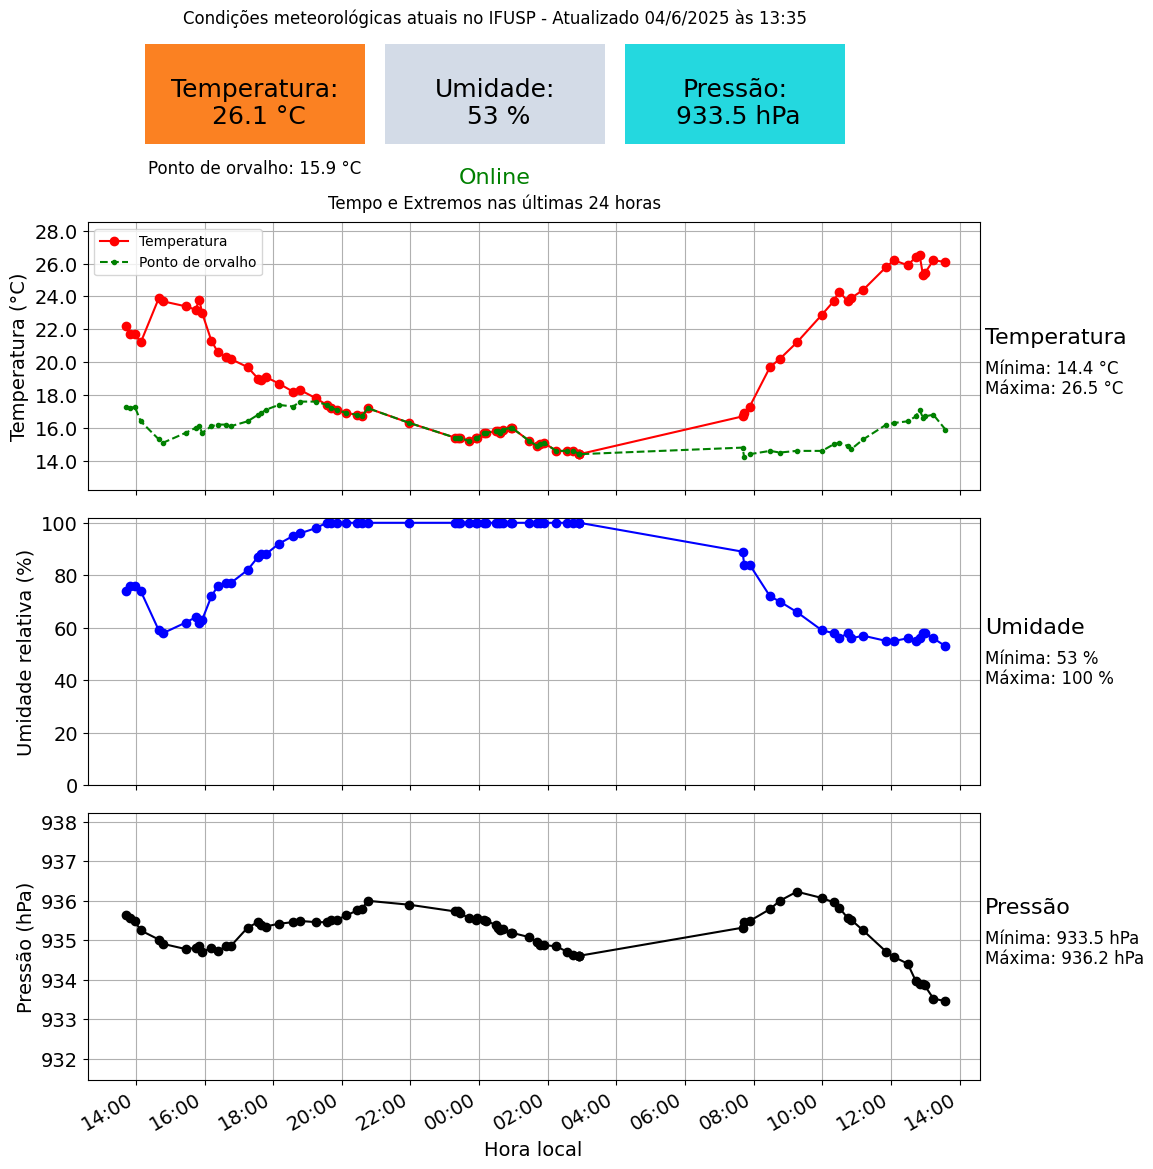 Condições meteorológicas atuais no IFUSP - Atualizado 04/6/2025 às 13:35
Temperatura:
26.1 °C
Umidade:
53 %
Pressão:
933.5 hPa
Ponto de orvalho: 15.9 °C
Online
Tempo e Extremos nas últimas 24 horas
Temperatura (°C)
28.0
26.0
24.0
22.0
20.0
18.0
16.0
14.0
Temperatura
Ponto de orvalho
Temperatura
Mínima: 14.4 °C
Máxima: 26.5 °C
Umidade relativa (%)
100
80
60
40
20
0
Umidade
Mínima: 53 %
Máxima: 100 %
Pressão (hPa)
938
937
936
935
934
933
932
Pressão
Mínima: 933.5 hPa
Máxima: 936.2 hPa
14:00
16:00
18:00
20:00
22:00
00:00
02:00
04:00
06:00
08:00
10:00
12:00
14:00
Hora local